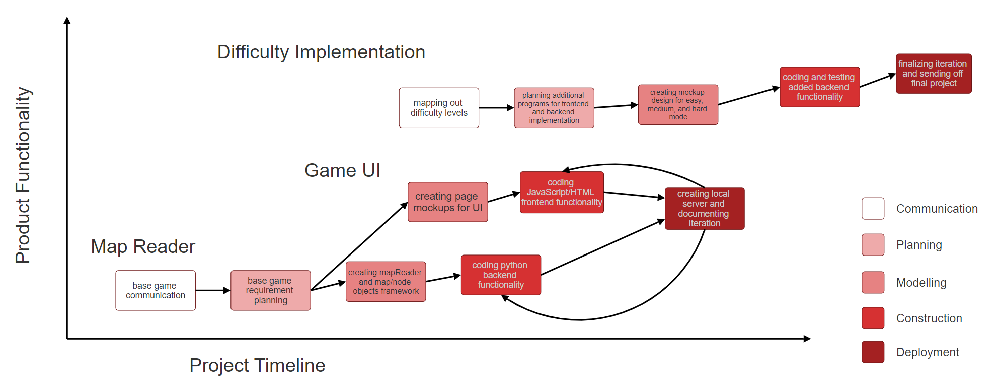 Product Functionality
Difficulty Implementation
mapping out
difficulty levels
planning additional
programs for frontend
and backend
implementation
creating mockup
design for easy,
medium, and hard
mode
coding and testing
added backend
functionality
finalizing iteration
and sending off
final project
Game UI
creating page
mockups for UI
coding
JavaScript/HTML
frontend functionality
creating local
server and
documenting
iteration
Map Reader
base game
communication
base game
requirement
planning
creating mapReader
and map/node
objects framework
coding python
backend
functionality
Communication
Planning
Modelling
Construction
Deployment
Project Timeline